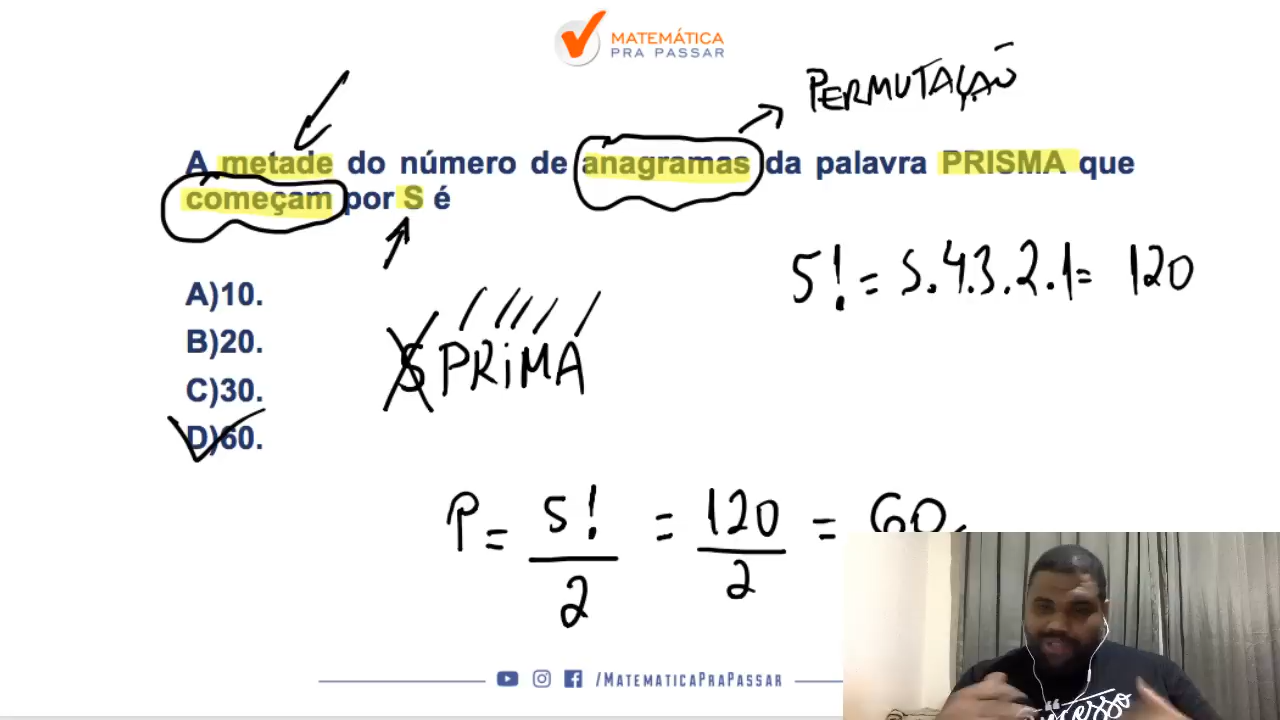 MATEMÁTICA
PRA PASSAR
PERMUTAÇÃO
A metade do número de anagramas da palavra PRISMA que
começam por S é
5! = 5.4.3.2.1 = 120
A)10.
B)20.
C)30.
D)60.
S PRiMA
P = 5!/2 = 120/2 = 60
/MatematicaPraPassar